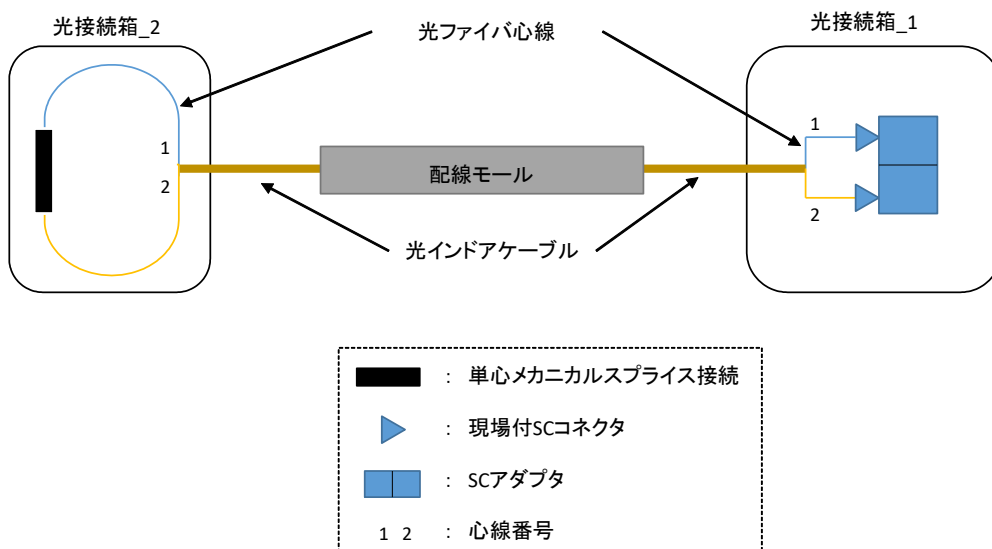 光接続箱_2
光ファイバ心線
光接続箱_1
1
2
配線モール
1
2
光インドアケーブル
: 単心メカニカルスプライス接続
: 現場付SCコネクタ
: SCアダプタ
1 2 : 心線番号